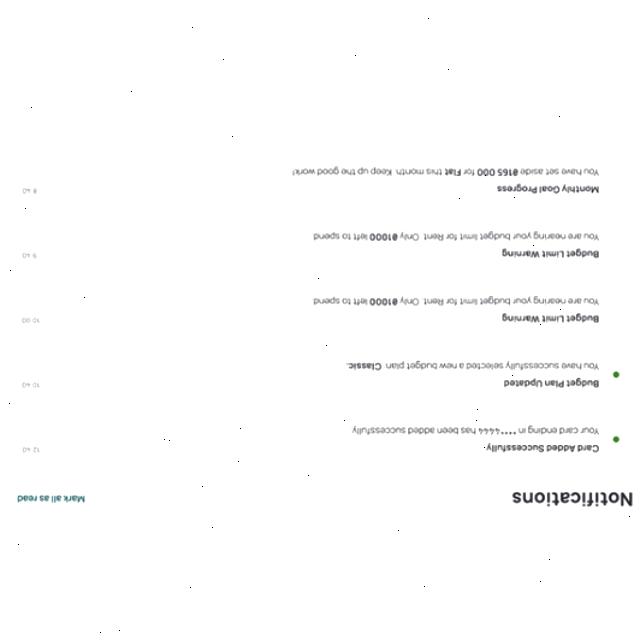 Notifications
Mark all as read
Card Added Successfully.
12 40
Your card ending in ****4444 has been added successfully
Budget Plan Updated
10 40
You have successfully selected a new budget plan. Classic.
Budget Limit Warning
10 00
You are nearing your budget limit for Rent. Only 1000 left to spend
Budget Limit Warning
9 40
You are nearing your budget limit for Rent. Only 1000 left to spend
Monthly Goal Progress
8 40
You have set aside 165 000 for Flat this month. Keep up the good work!